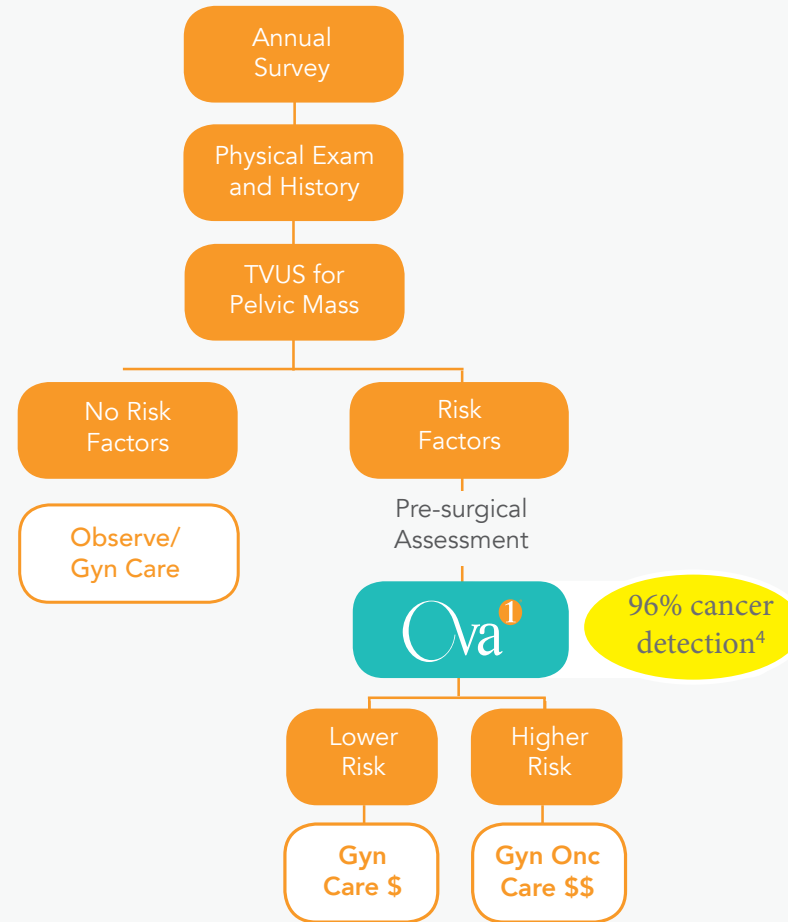 Annual
Survey
Physical Exam
and History
TVUS for
Pelvic Mass
No Risk
Factors
Risk
Factors
Observe/
Gyn Care
Pre-surgical
Assessment
Ova1
96% cancer
detection⁴
Lower
Risk
Higher
Risk
Gyn
Care $
Gyn Onc
Care $$